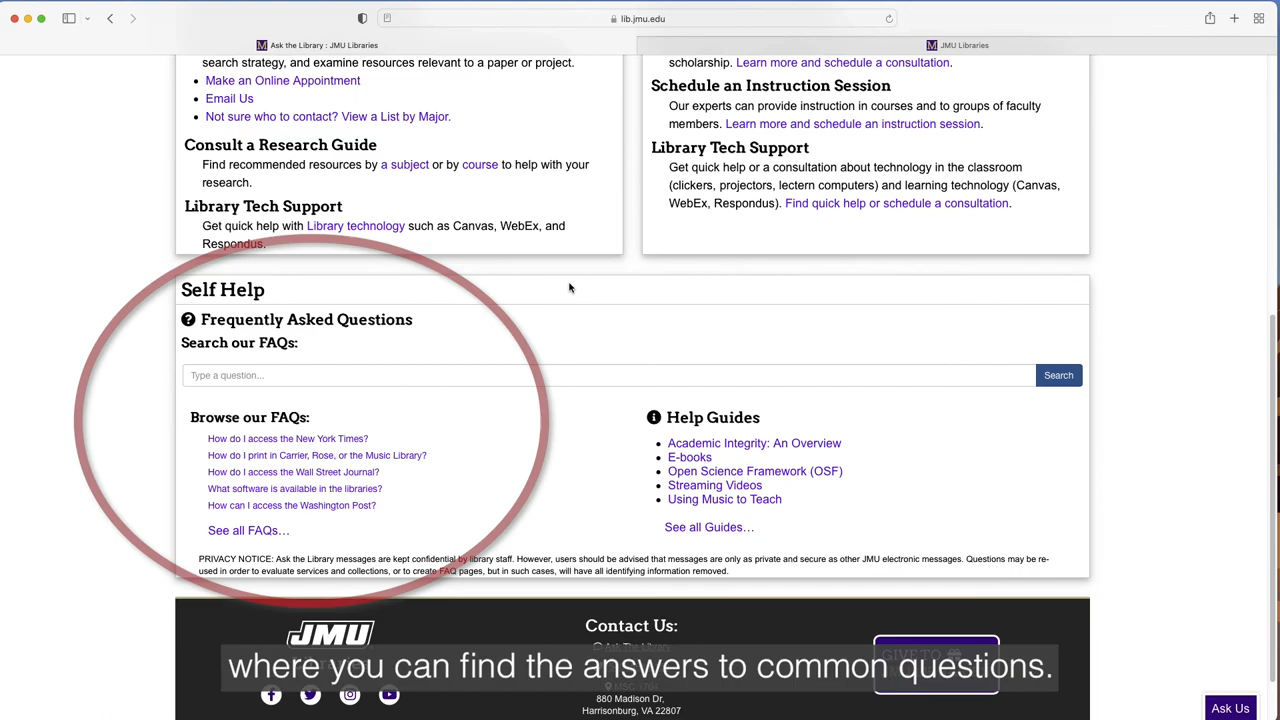 lib.jmu.edu
Ask the Library : JMU Libraries
JMU Libraries
search strategy, and examine resources relevant to a paper or project.
Make an Online Appointment
Email Us
Not sure who to contact? View a List by Major.
Consult a Research Guide
Find recommended resources by a subject or by course to help with your
research.
Library Tech Support
Get quick help with Library technology such as Canvas, WebEx, and
Respondus.
scholarship. Learn more and schedule a consultation.
Schedule an Instruction Session
Our experts can provide instruction in courses and to groups of faculty
members. Learn more and schedule an instruction session.
Library Tech Support
Get quick help or a consultation about technology in the classroom
(clickers, projectors, lectern computers) and learning technology (Canvas,
WebEx, Respondus). Find quick help or schedule a consultation.
Self Help
Frequently Asked Questions
Search our FAQs:
Type a question...
Search
Browse our FAQs:
How do I access the New York Times?
How do I print in Carrier, Rose, or the Music Library?
How do I access the Wall Street Journal?
What software is available in the libraries?
How can I access the Washington Post?
See all FAQs…
Help Guides
Academic Integrity: An Overview
E-books
Open Science Framework (OSF)
Streaming Videos
Using Music to Teach
See all Guides…
PRIVACY NOTICE: Ask the Library messages are kept confidential by library staff. However, users should be advised that messages are only as private and secure as other JMU electronic messages. Questions may be re-
used in order to evaluate services and collections, or to create FAQ pages, but in such cases, will have all identifying information removed.
JMU
Contact Us:
Ask The Library
GIVE TO
where you can find the answers to common questions.
880 Madison Dr,
Harrisonburg, VA 22807
Ask Us